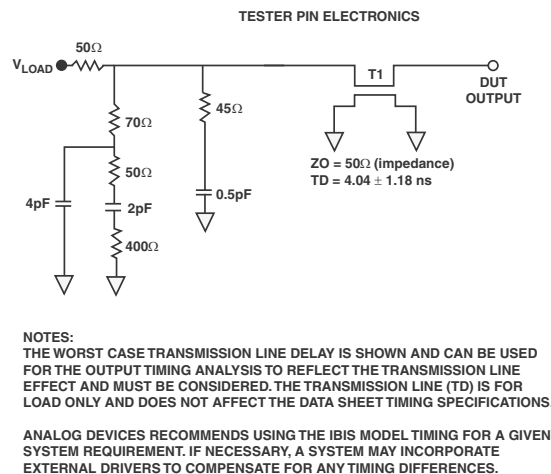 TESTER PIN ELECTRONICS
50Ω
VLOAD
T1
DUT
OUTPUT
70Ω
45Ω
50Ω
4pF
2pF
0.5pF
400Ω
ZO = 50Ω (impedance)
TD = 4.04 ± 1.18 ns
NOTES:
THE WORST CASE TRANSMISSION LINE DELAY IS SHOWN AND CAN BE USED
FOR THE OUTPUT TIMING ANALYSIS TO REFLECT THE TRANSMISSION LINE
EFFECT AND MUST BE CONSIDERED. THE TRANSMISSION LINE (TD) IS FOR
LOAD ONLY AND DOES NOT AFFECT THE DATA SHEET TIMING SPECIFICATIONS.
ANALOG DEVICES RECOMMENDS USING THE IBIS MODEL TIMING FOR A GIVEN
SYSTEM REQUIREMENT. IF NECESSARY, A SYSTEM MAY INCORPORATE
EXTERNAL DRIVERS TO COMPENSATE FOR ANY TIMING DIFFERENCES.